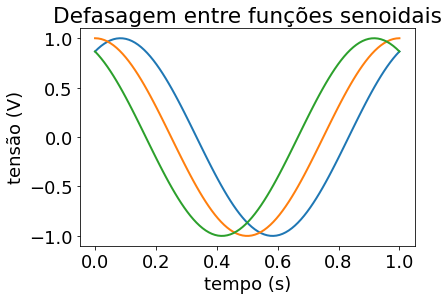 Defasagem entre funções senoidais
tensão (V)
1.0
0.5
0.0
−0.5
−1.0
0.0 0.2 0.4 0.6 0.8 1.0
tempo (s)